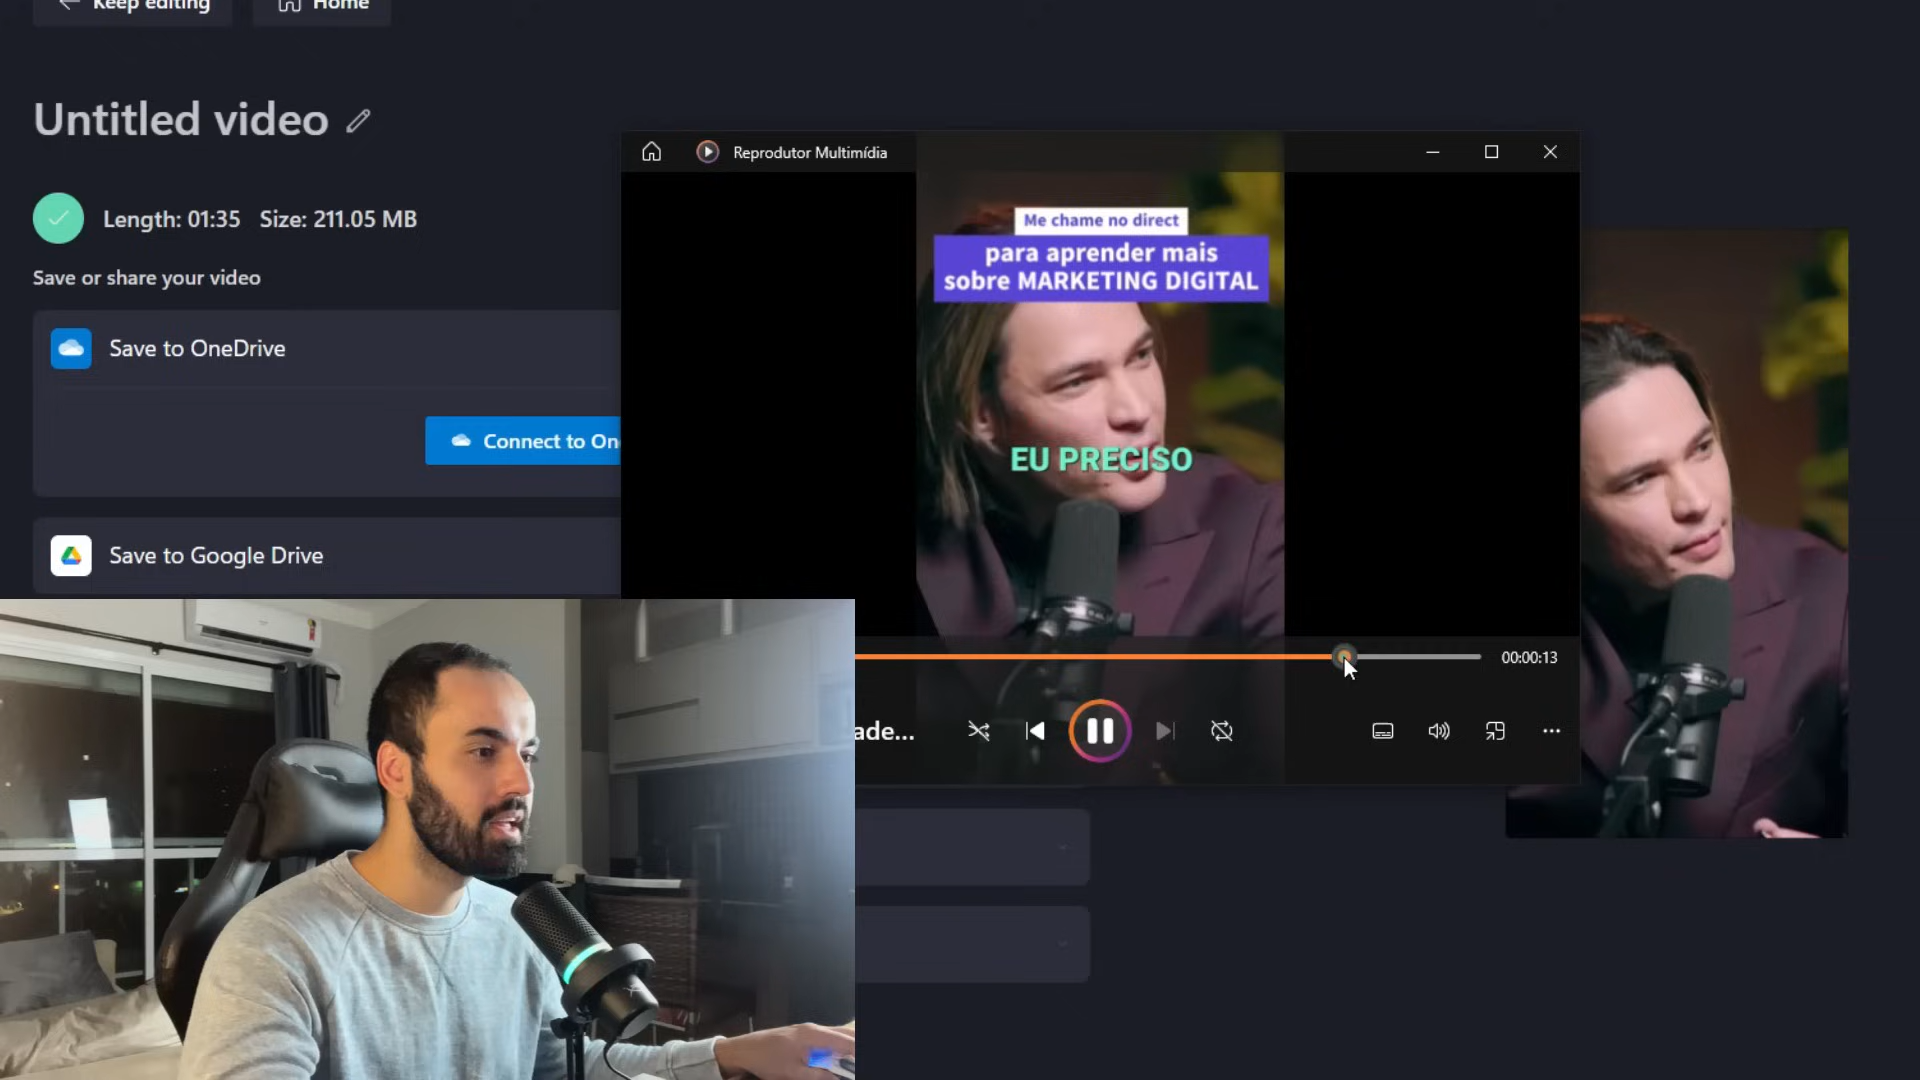 Keep editing
Home
Untitled video
Length: 01:35 Size: 211.05 MB
Save or share your video
Save to OneDrive
Connect to On
Save to Google Drive
Reprodutor Multimídia
Me chame no direct
para aprender mais
sobre MARKETING DIGITAL
EU PRECISO
00:00:13
ade...